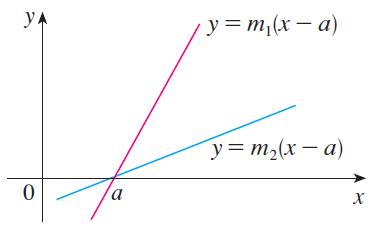 y
y = m₁(x − a)
y = m₂(x − a)
0
a
x